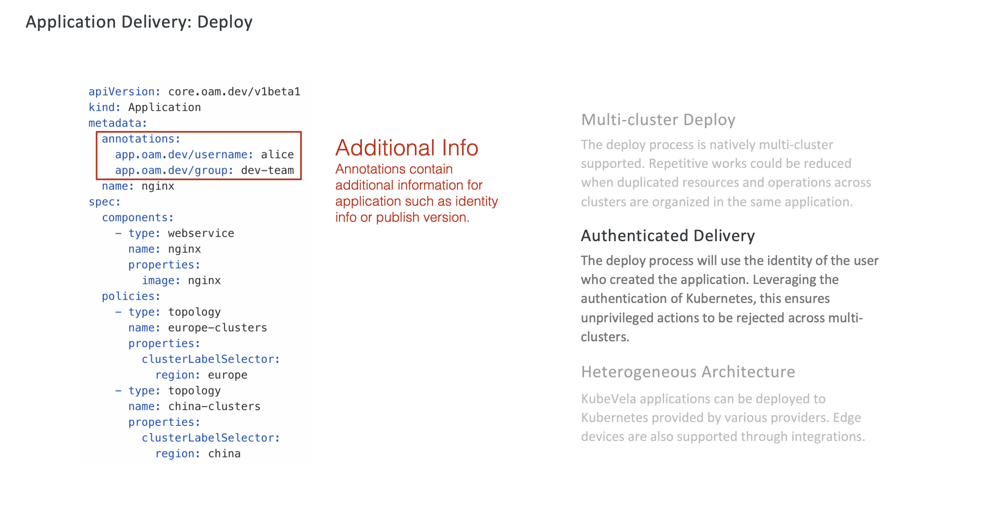 Application Delivery: Deploy
apiVersion: core.oam.dev/v1beta1
kind: Application
metadata:
  annotations:
    app.oam.dev/username: alice
    app.oam.dev/group: dev-team
  name: nginx
spec:
  components:
    - type: webservice
      name: nginx
      properties:
        image: nginx
  policies:
    - type: topology
      name: europe-clusters
      properties:
        clusterLabelSelector:
          region: europe
    - type: topology
      name: china-clusters
      properties:
        clusterLabelSelector:
          region: china
Additional Info
Annotations contain
additional information for
application such as identity
info or publish version.
Multi-cluster Deploy
The deploy process is natively multi-cluster
supported. Repetitive works could be reduced
when duplicated resources and operations across
clusters are organized in the same application.
Authenticated Delivery
The deploy process will use the identity of the user
who created the application. Leveraging the
authentication of Kubernetes, this ensures
unprivileged actions to be rejected across multi-
clusters.
Heterogeneous Architecture
KubeVela applications can be deployed to
Kubernetes provided by various providers. Edge
devices are also supported through integrations.